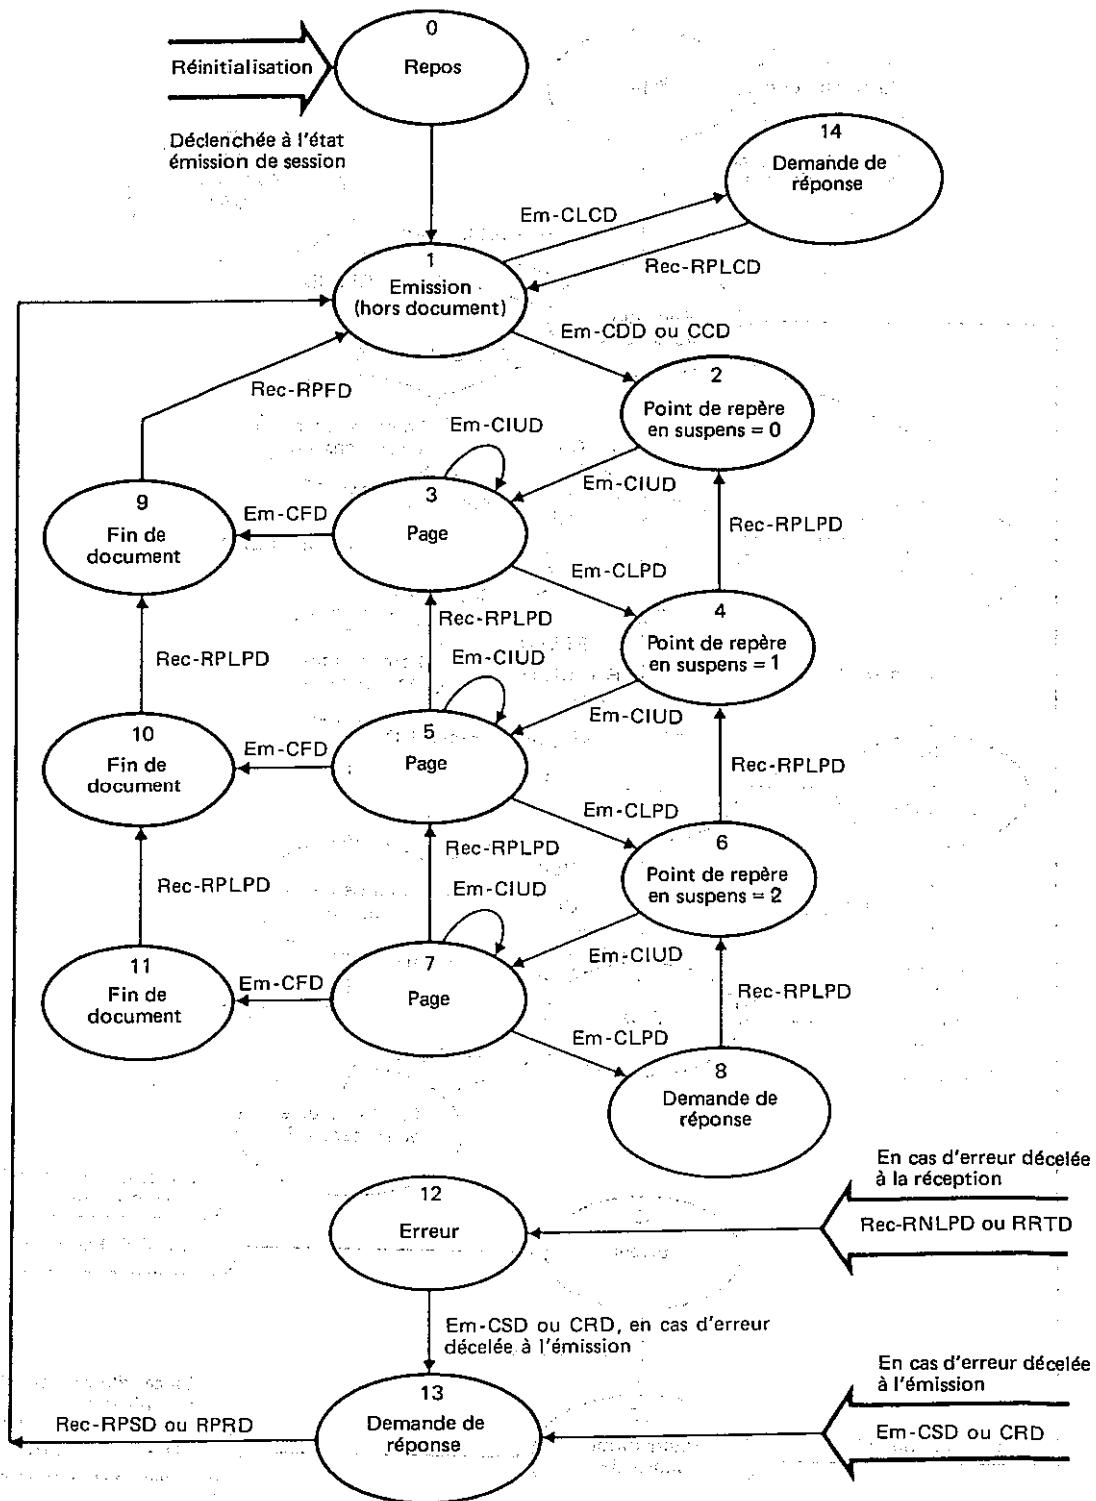 0
Repos
Réinitialisation
Déclenchée à l'état
émission de session
14
Demande de
réponse
Em-CLCD
Rec-RPLCD
1
Emission
(hors document)
Em-CDD ou CCD
2
Point de repère
en suspens = 0
Rec-RPFD
Em-CIUD
Em-CIUD
9
Fin de
document
Em-CFD
3
Page
Rec-RPLPD
Em-CLPD
4
Point de repère
en suspens = 1
Rec-RPLPD
Rec-RPLPD
Em-CIUD
Em-CIUD
10
Fin de
document
Em-CFD
5
Page
Rec-RPLPD
Em-CLPD
6
Point de repère
en suspens = 2
Rec-RPLPD
Rec-RPLPD
Em-CIUD
Em-CIUD
11
Fin de
document
Em-CFD
7
Page
Rec-RPLPD
Em-CLPD
8
Demande de
réponse
En cas d'erreur décelée
à la réception
12
Erreur
Rec-RNLPD ou RRTD
Em-CSD ou CRD, en cas d'erreur
décelée à l'émission
En cas d'erreur décelée
à l'émission
13
Demande de
réponse
Rec-RPSD ou RPRD
Em-CSD ou CRD